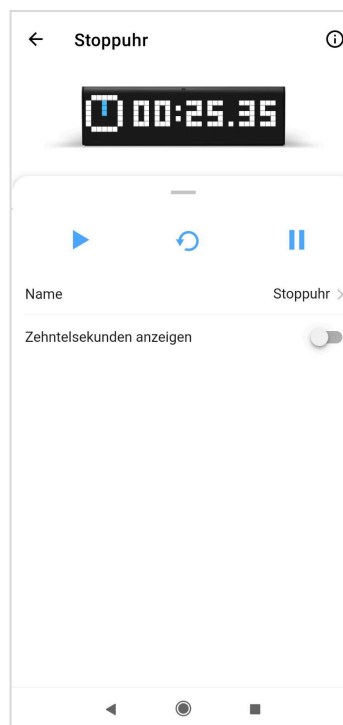 Stoppuhr
00:25.35
Name
Stoppuhr
Zehntelsekunden anzeigen